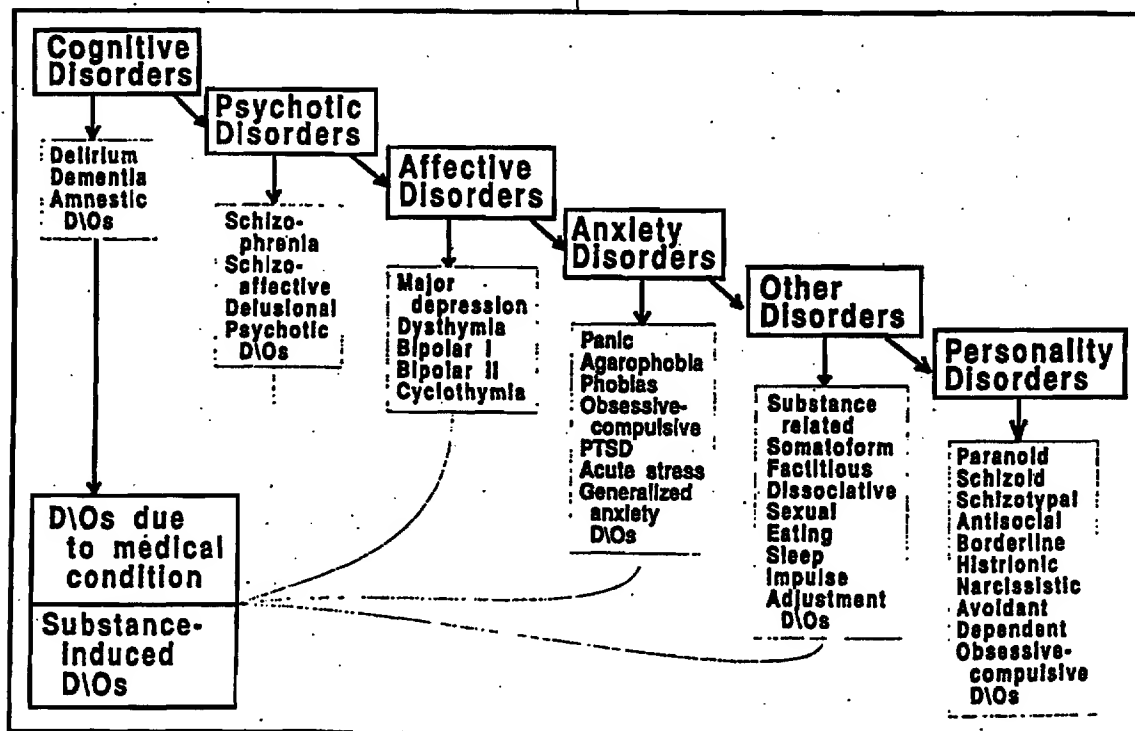 Cognitive
Disorders
Delirium
Dementia
Amnestic
D\Os
Psychotic
Disorders
Schizo-
phrenia
Schizo-
affective
Delusional
Psychotic
D\Os
Affective
Disorders
Major
depression
Dysthymia
Bipolar I
Bipolar II
Cyclothymia
Anxiety
Disorders
Panic
Agarophobia
Phobias
Obsessive-
compulsive
PTSD
Acute stress
Generalized
anxiety
D\Os
Other
Disorders
Substance
related
Somatoform
Factitious
Dissociative
Sexual
Eating
Sleep
Impulse
Adjustment
D\Os
Personality
Disorders
Paranoid
Schizoid
Schizotypal
Antisocial
Borderline
Histrionic
Narcissistic
Avoidant
Dependent
Obsessive-
compulsive
D\Os
D\Os due
to medical
condition
Substance-
induced
D\Os